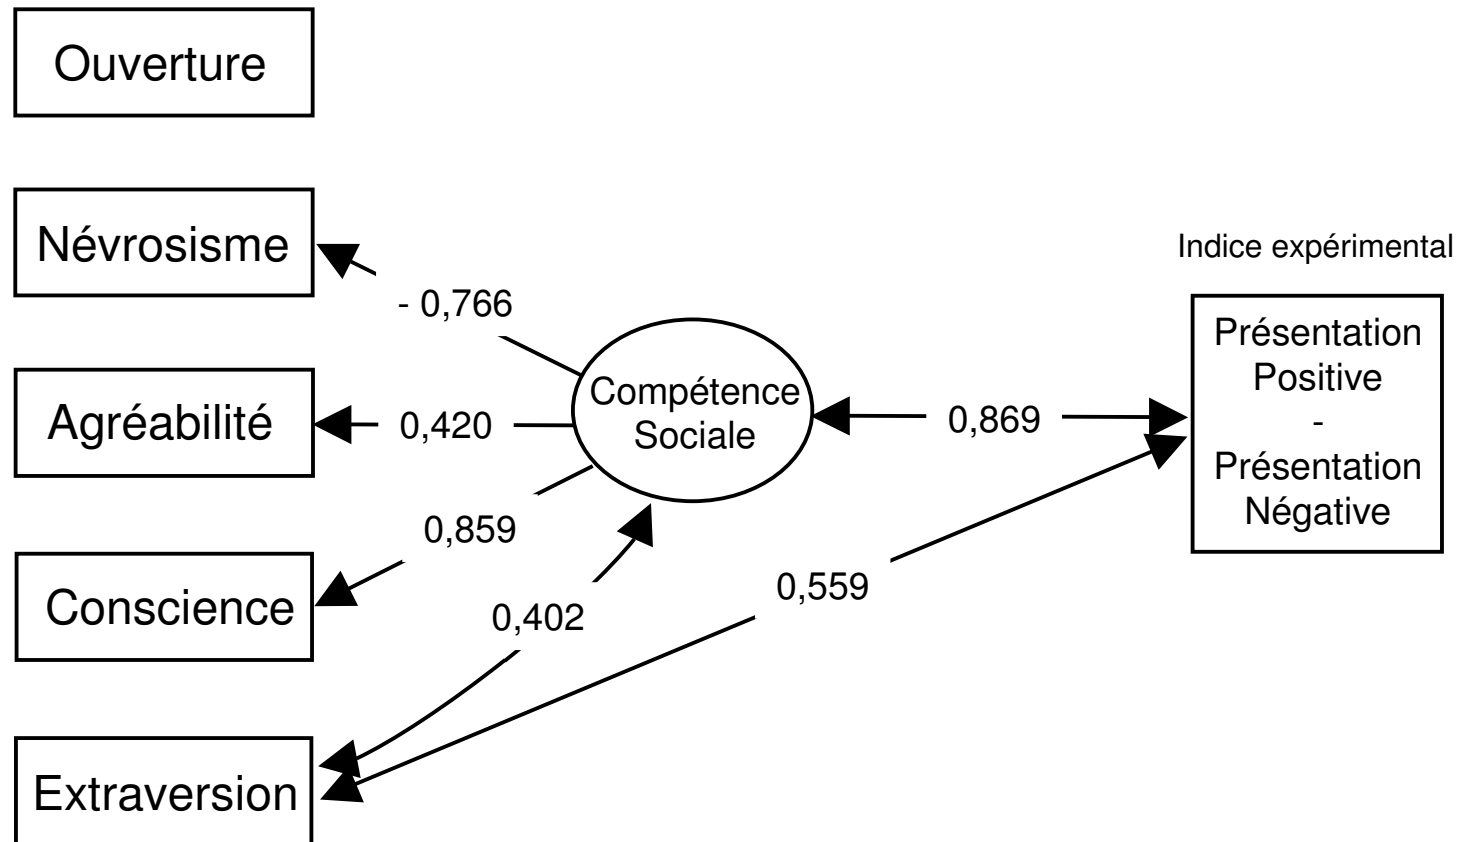 Ouverture
Névrosisme
Agréabilité
Conscience
Extraversion
- 0,766
0,420
0,859
0,402
Compétence
Sociale
0,869
0,559
Indice expérimental
Présentation
Positive
-
Présentation
Négative